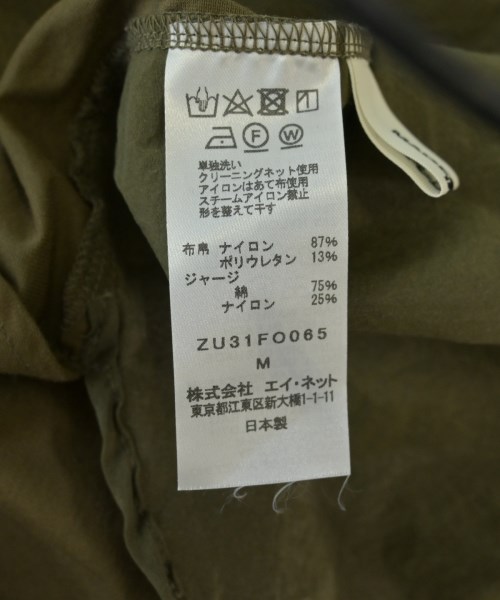 F W
単独洗い
クリーニングネット使用
アイロンはあて布使用
スチームアイロン禁止
形を整えて干す
布帛 ナイロン 87%
ポリウレタン 13%
ジャージ
綿 75%
ナイロン 25%
ZU31FO065
M
株式会社 エイ・ネット
東京都江東区新大橋1-1-11
日本製